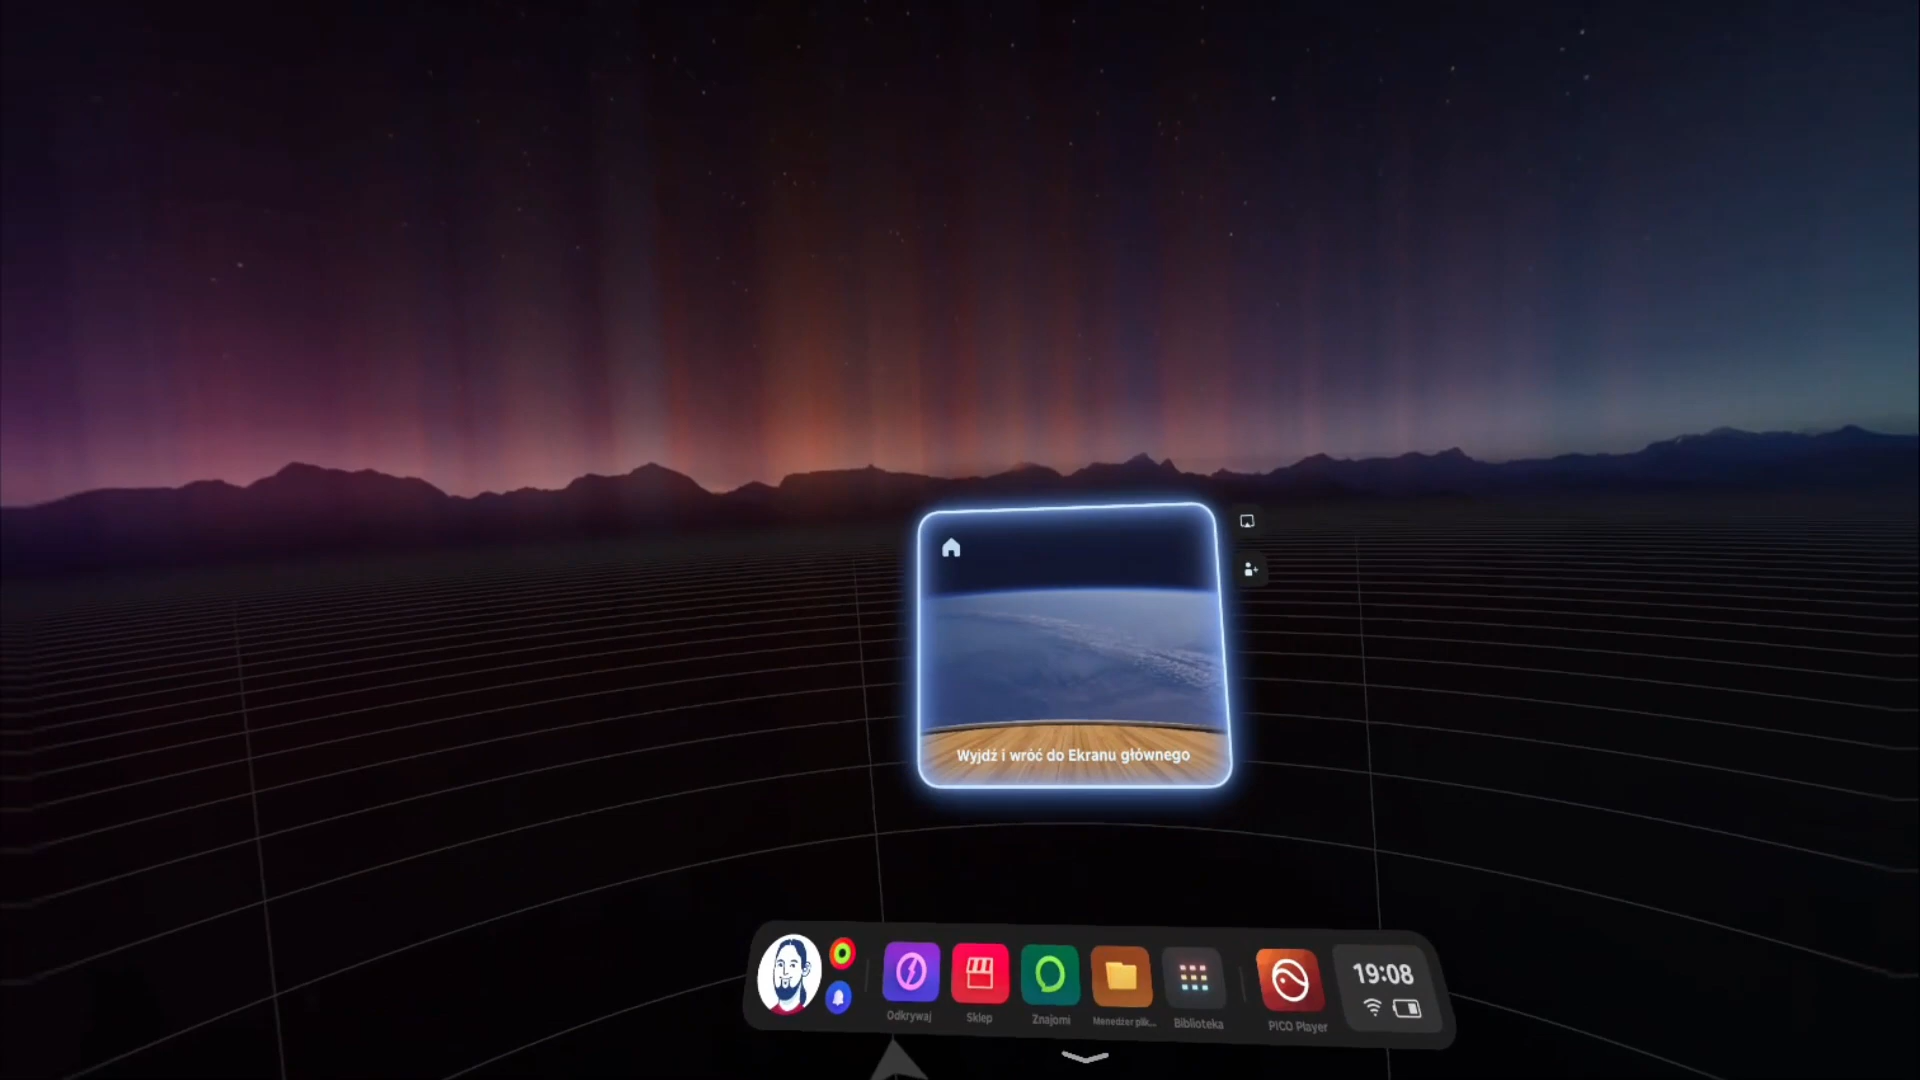 Wyjdź i wróć do Ekranu głównego
Odkrywaj
Sklep
Znajomi
Menedżer plik...
Biblioteka
PICO Player
19:08